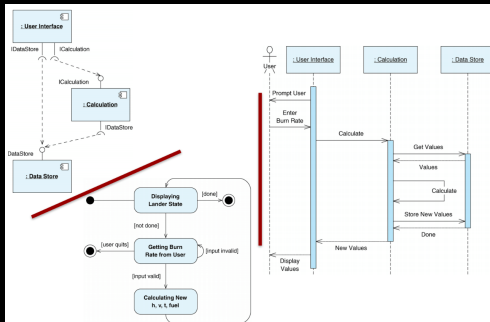 : User Interface
IDataStore
ICalculation
ICalculation
: Calculation
IDataStore
DataStore
: Data Store
Displaying
Lander State
[done]
[not done]
[user quits]
Getting Burn
Rate from User
[input invalid]
[input valid]
Calculating New
h, v, t, fuel
User
: User Interface
: Calculation
: Data Store
Prompt User
Enter
Burn Rate
Calculate
Get Values
Values
Calculate
Store New Values
Done
New Values
Display
Values